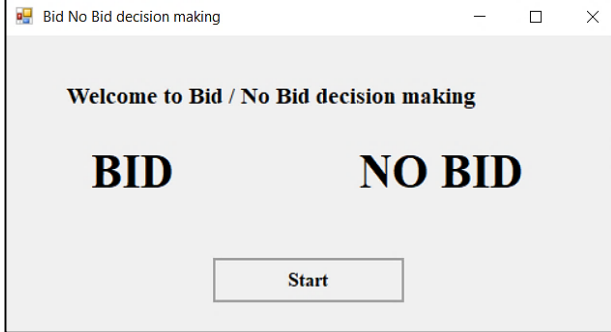 Bid No Bid decision making
Welcome to Bid / No Bid decision making
BID NO BID
Start